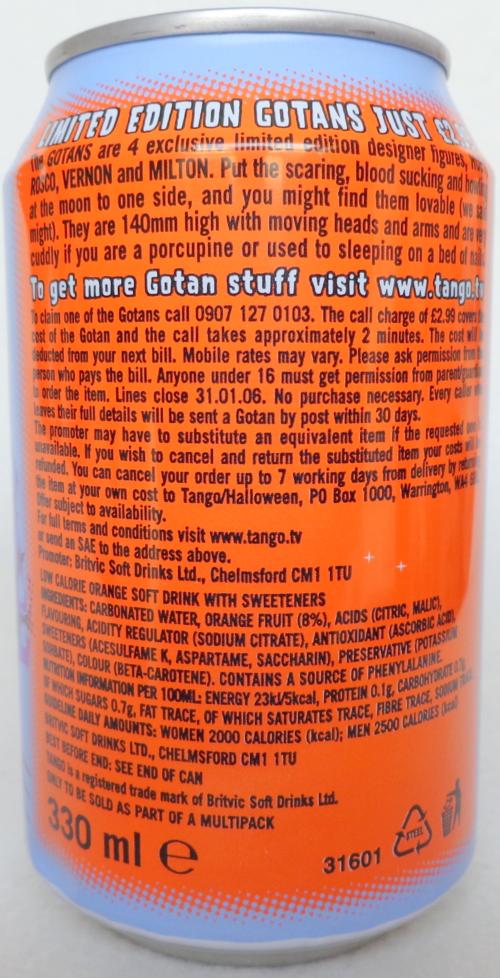 LIMITED EDITION GOTANS JUST £2.
The GOTANS are 4 exclusive limited edition designer figures,
ROSCO, VERNON and MILTON. Put the scaring, blood sucking and howling
at the moon to one side, and you might find them lovable (we said
might). They are 140mm high with moving heads and arms and are very
cuddly if you are a porcupine or used to sleeping on a bed of nails.
To get more Gotan stuff visit www.tango.tv
To claim one of the Gotans call 0907 127 0103. The call charge of £2.99 covers the
cost of the Gotan and the call takes approximately 2 minutes. The cost will be
deducted from your next bill. Mobile rates may vary. Please ask permission from the
person who pays the bill. Anyone under 16 must get permission from parent/guardian
to order the item. Lines close 31.01.06. No purchase necessary. Every caller who
leaves their full details will be sent a Gotan by post within 30 days.
The promoter may have to substitute an equivalent item if the requested one is
unavailable. If you wish to cancel and return the substituted item your costs will be
refunded. You can cancel your order up to 7 working days from delivery by returning
the item at your own cost to Tango/Halloween, PO Box 1000, Warrington, WA4
Offer subject to availability.
For full terms and conditions visit www.tango.tv
or send an SAE to the address above.
Promoter: Britvic Soft Drinks Ltd., Chelmsford CM1 1TU
LOW CALORIE ORANGE SOFT DRINK WITH SWEETENERS
INGREDIENTS: CARBONATED WATER, ORANGE FRUIT (8%), ACIDS (CITRIC, MALIC),
FLAVOURING, ACIDITY REGULATOR (SODIUM CITRATE), ANTIOXIDANT (ASCORBIC ACID),
SWEETENERS (ACESULFAME K, ASPARTAME, SACCHARIN), PRESERVATIVE (POTASSIUM
SORBATE), COLOUR (BETA-CAROTENE). CONTAINS A SOURCE OF PHENYLALANINE.
NUTRITION INFORMATION PER 100ML: ENERGY 23kJ/5kcal, PROTEIN 0.1g, CARBOHYDRATE 0.7g,
OF WHICH SUGARS 0.7g, FAT TRACE, OF WHICH SATURATES TRACE, FIBRE TRACE, SODIUM TRACE.
GUIDELINE DAILY AMOUNTS: WOMEN 2000 CALORIES (kcal); MEN 2500 CALORIES (kcal)
BRITVIC SOFT DRINKS LTD., CHELMSFORD CM1 1TU
BEST BEFORE END: SEE END OF CAN
TANGO is a registered trade mark of Britvic Soft Drinks Ltd.
ONLY TO BE SOLD AS PART OF A MULTIPACK
330 ml e
31601
STEEL